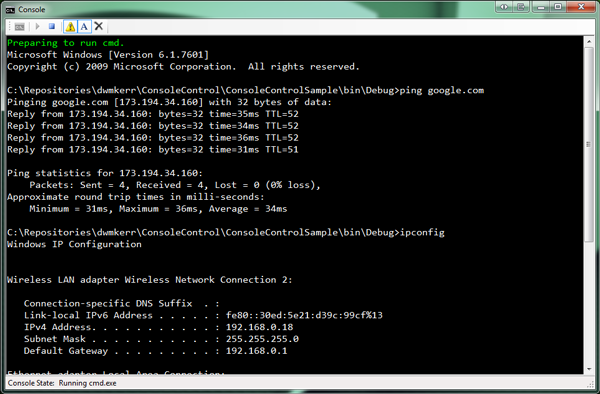 Console
A
Preparing to run cmd.
Microsoft Windows [Version 6.1.7601]
Copyright (c) 2009 Microsoft Corporation.  All rights reserved.
C:\Repositories\dwmkerr\ConsoleControl\ConsoleControlSample\bin\Debug>ping google.com
Pinging google.com [173.194.34.160] with 32 bytes of data:
Reply from 173.194.34.160: bytes=32 time=35ms TTL=52
Reply from 173.194.34.160: bytes=32 time=34ms TTL=52
Reply from 173.194.34.160: bytes=32 time=36ms TTL=52
Reply from 173.194.34.160: bytes=32 time=31ms TTL=51
Ping statistics for 173.194.34.160:
    Packets: Sent = 4, Received = 4, Lost = 0 (0% loss),
Approximate round trip times in milli-seconds:
    Minimum = 31ms, Maximum = 36ms, Average = 34ms
C:\Repositories\dwmkerr\ConsoleControl\ConsoleControlSample\bin\Debug>ipconfig
Windows IP Configuration
Wireless LAN adapter Wireless Network Connection 2:
   Connection-specific DNS Suffix  . :
   Link-local IPv6 Address . . . . . : fe80::30ed:5e21:d39c:99cf%13
   IPv4 Address. . . . . . . . . . . : 192.168.0.18
   Subnet Mask . . . . . . . . . . . : 255.255.255.0
   Default Gateway . . . . . . . . . : 192.168.0.1
Ethernet adapter Local Area Connection:
Console State:  Running cmd.exe